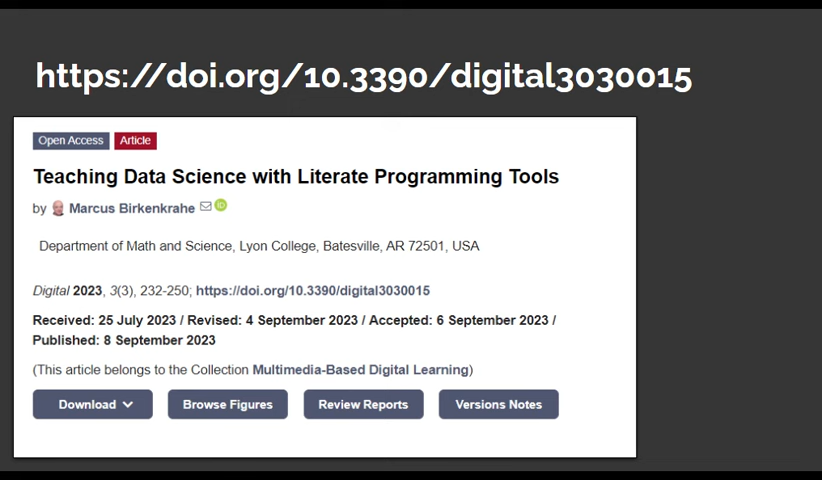 https://doi.org/10.3390/digital3030015
Open Access Article
Teaching Data Science with Literate Programming Tools
by Marcus Birkenkrahe iD
Department of Math and Science, Lyon College, Batesville, AR 72501, USA
Digital 2023, 3(3), 232-250; https://doi.org/10.3390/digital3030015
Received: 25 July 2023 / Revised: 4 September 2023 / Accepted: 6 September 2023 /
Published: 8 September 2023
(This article belongs to the Collection Multimedia-Based Digital Learning)
Download Browse Figures Review Reports Versions Notes